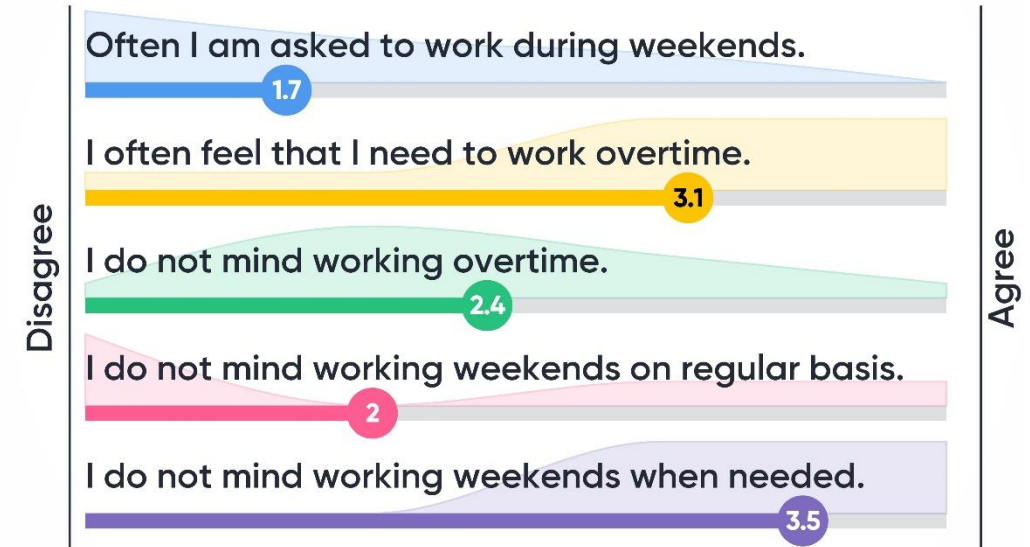 Often I am asked to work during weekends.
1.7
I often feel that I need to work overtime.
3.1
Disagree
I do not mind working overtime.
2.4
Agree
I do not mind working weekends on regular basis.
2
I do not mind working weekends when needed.
3.5